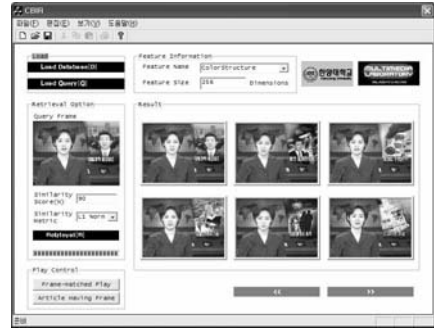 CBIR
파일(F) 편집(E) 보기(V) 도움말(H)
Load
Load Database(D)
Load Query(Q)
Feature Information
Feature Name ColorStructure
Feature Size 256 Dimensions
한양대학교
MULTIMEDIA
LABORATORY
Retrieval Option
Query Frame
Similarity
Score(%) 90
Similarity
Metric L1 Norm
Retrieval(R)
Result
<< >>
Play Control
Frame-matched Play
Article Having Frame
준비